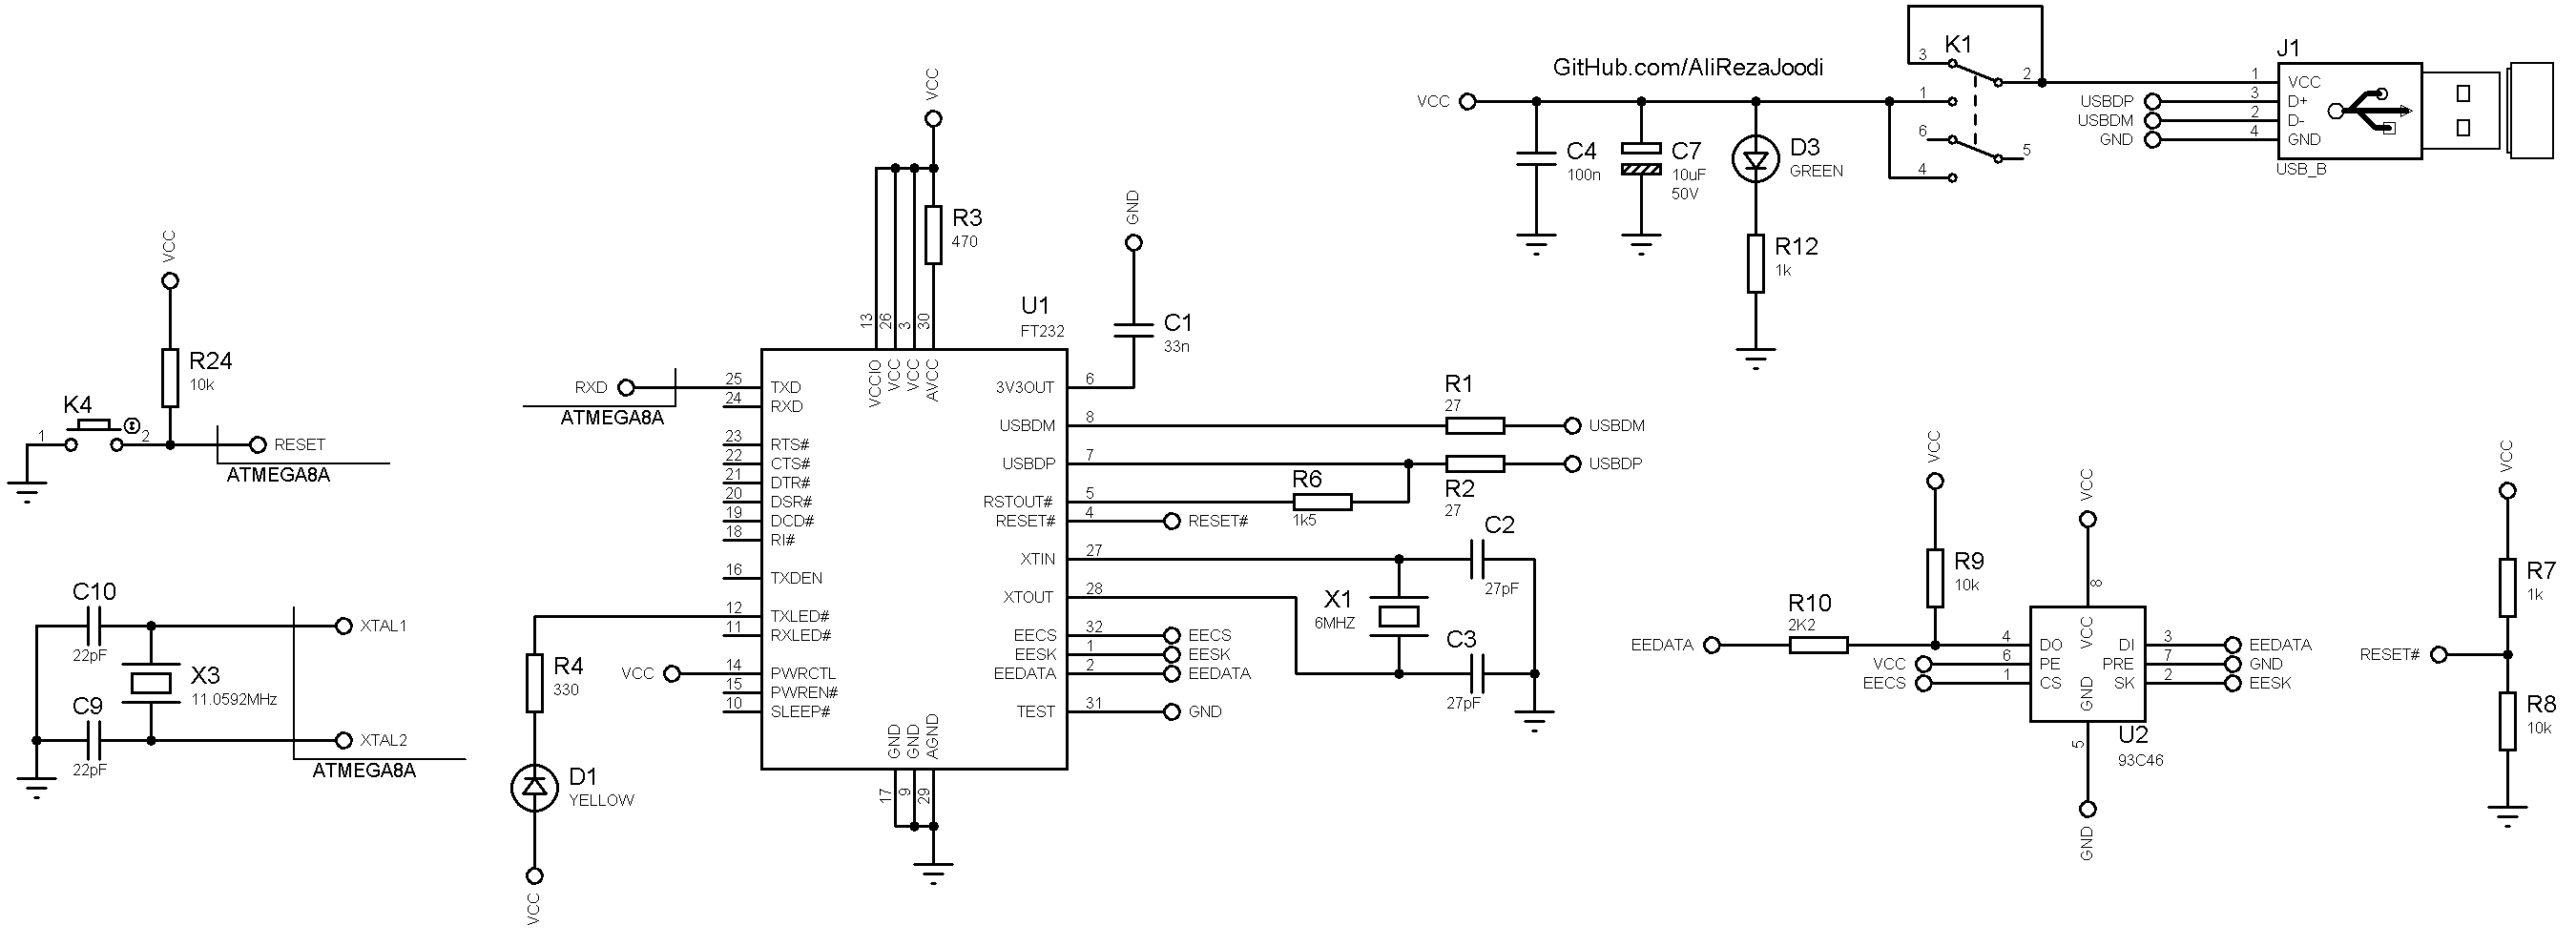 GitHub.com/AliRezaJoodi
VCC
C4
100n
C7
10uF
50V
D3
GREEN
R12
1k
K1
3
2
1
6
5
4
J1
USB_B
1 VCC
USBDP 3 D+
USBDM 2 D-
GND 4 GND
VCC
R24
10k
K4
1 2
RESET
ATMEGA8A
C10
22pF
XTAL1
X3
11.0592MHz
C9
22pF
XTAL2
ATMEGA8A
VCC
R3
470
GND
C1
33n
U1
FT232
13 26 3 30
VCCIO VCC VCC AVCC
RXD 25 TXD
ATMEGA8A
24 RXD
23 RTS#
22 CTS#
21 DTR#
20 DSR#
19 DCD#
18 RI#
16 TXDEN
12 TXLED#
11 RXLED#
VCC 14 PWRCTL
15 PWREN#
10 SLEEP#
R4
330
D1
YELLOW
VCC
GND GND AGND
17 9 29
3V3OUT 6
USBDM 8
R1
27
USBDM
USBDP 7
R2
27
USBDP
RSTOUT# 5
R6
1k5
RESET# 4 RESET#
XTIN 27
C2
27pF
XTOUT 28
X1
6MHZ
C3
27pF
EECS 32 EECS
EESK 1 EESK
EEDATA 2 EEDATA
TEST 31 GND
VCC
R9
10k
EEDATA
R10
2K2
VCC
8
VCC
4 DO
VCC 6 PE
EECS 1 CS
DI 3 EEDATA
PRE 7 GND
SK 2 EESK
GND
5
U2
93C46
GND
VCC
R7
1k
RESET#
R8
10k